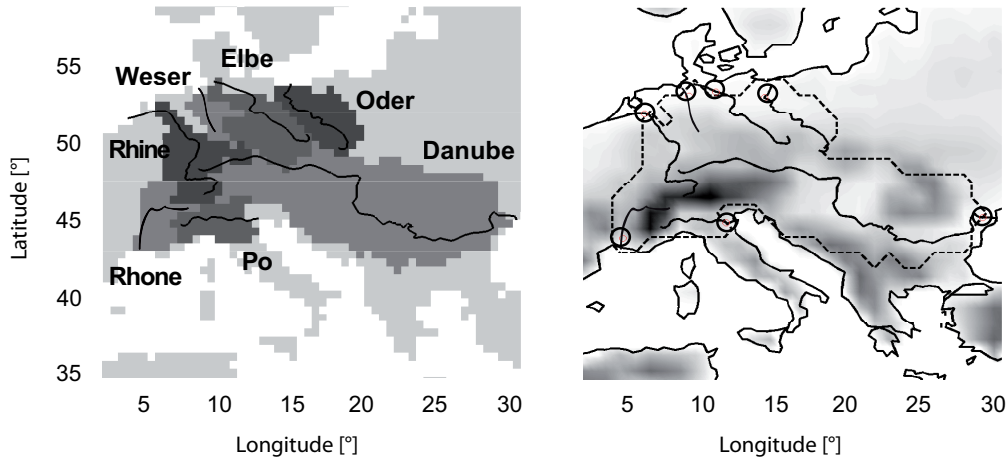 Elbe
55
Weser
Oder
50
Rhine
Danube
45
Rhone
Po
40
35
Latitude [°]
5 10 15 20 25 30
Longitude [°]
5 10 15 20 25 30
Longitude [°]